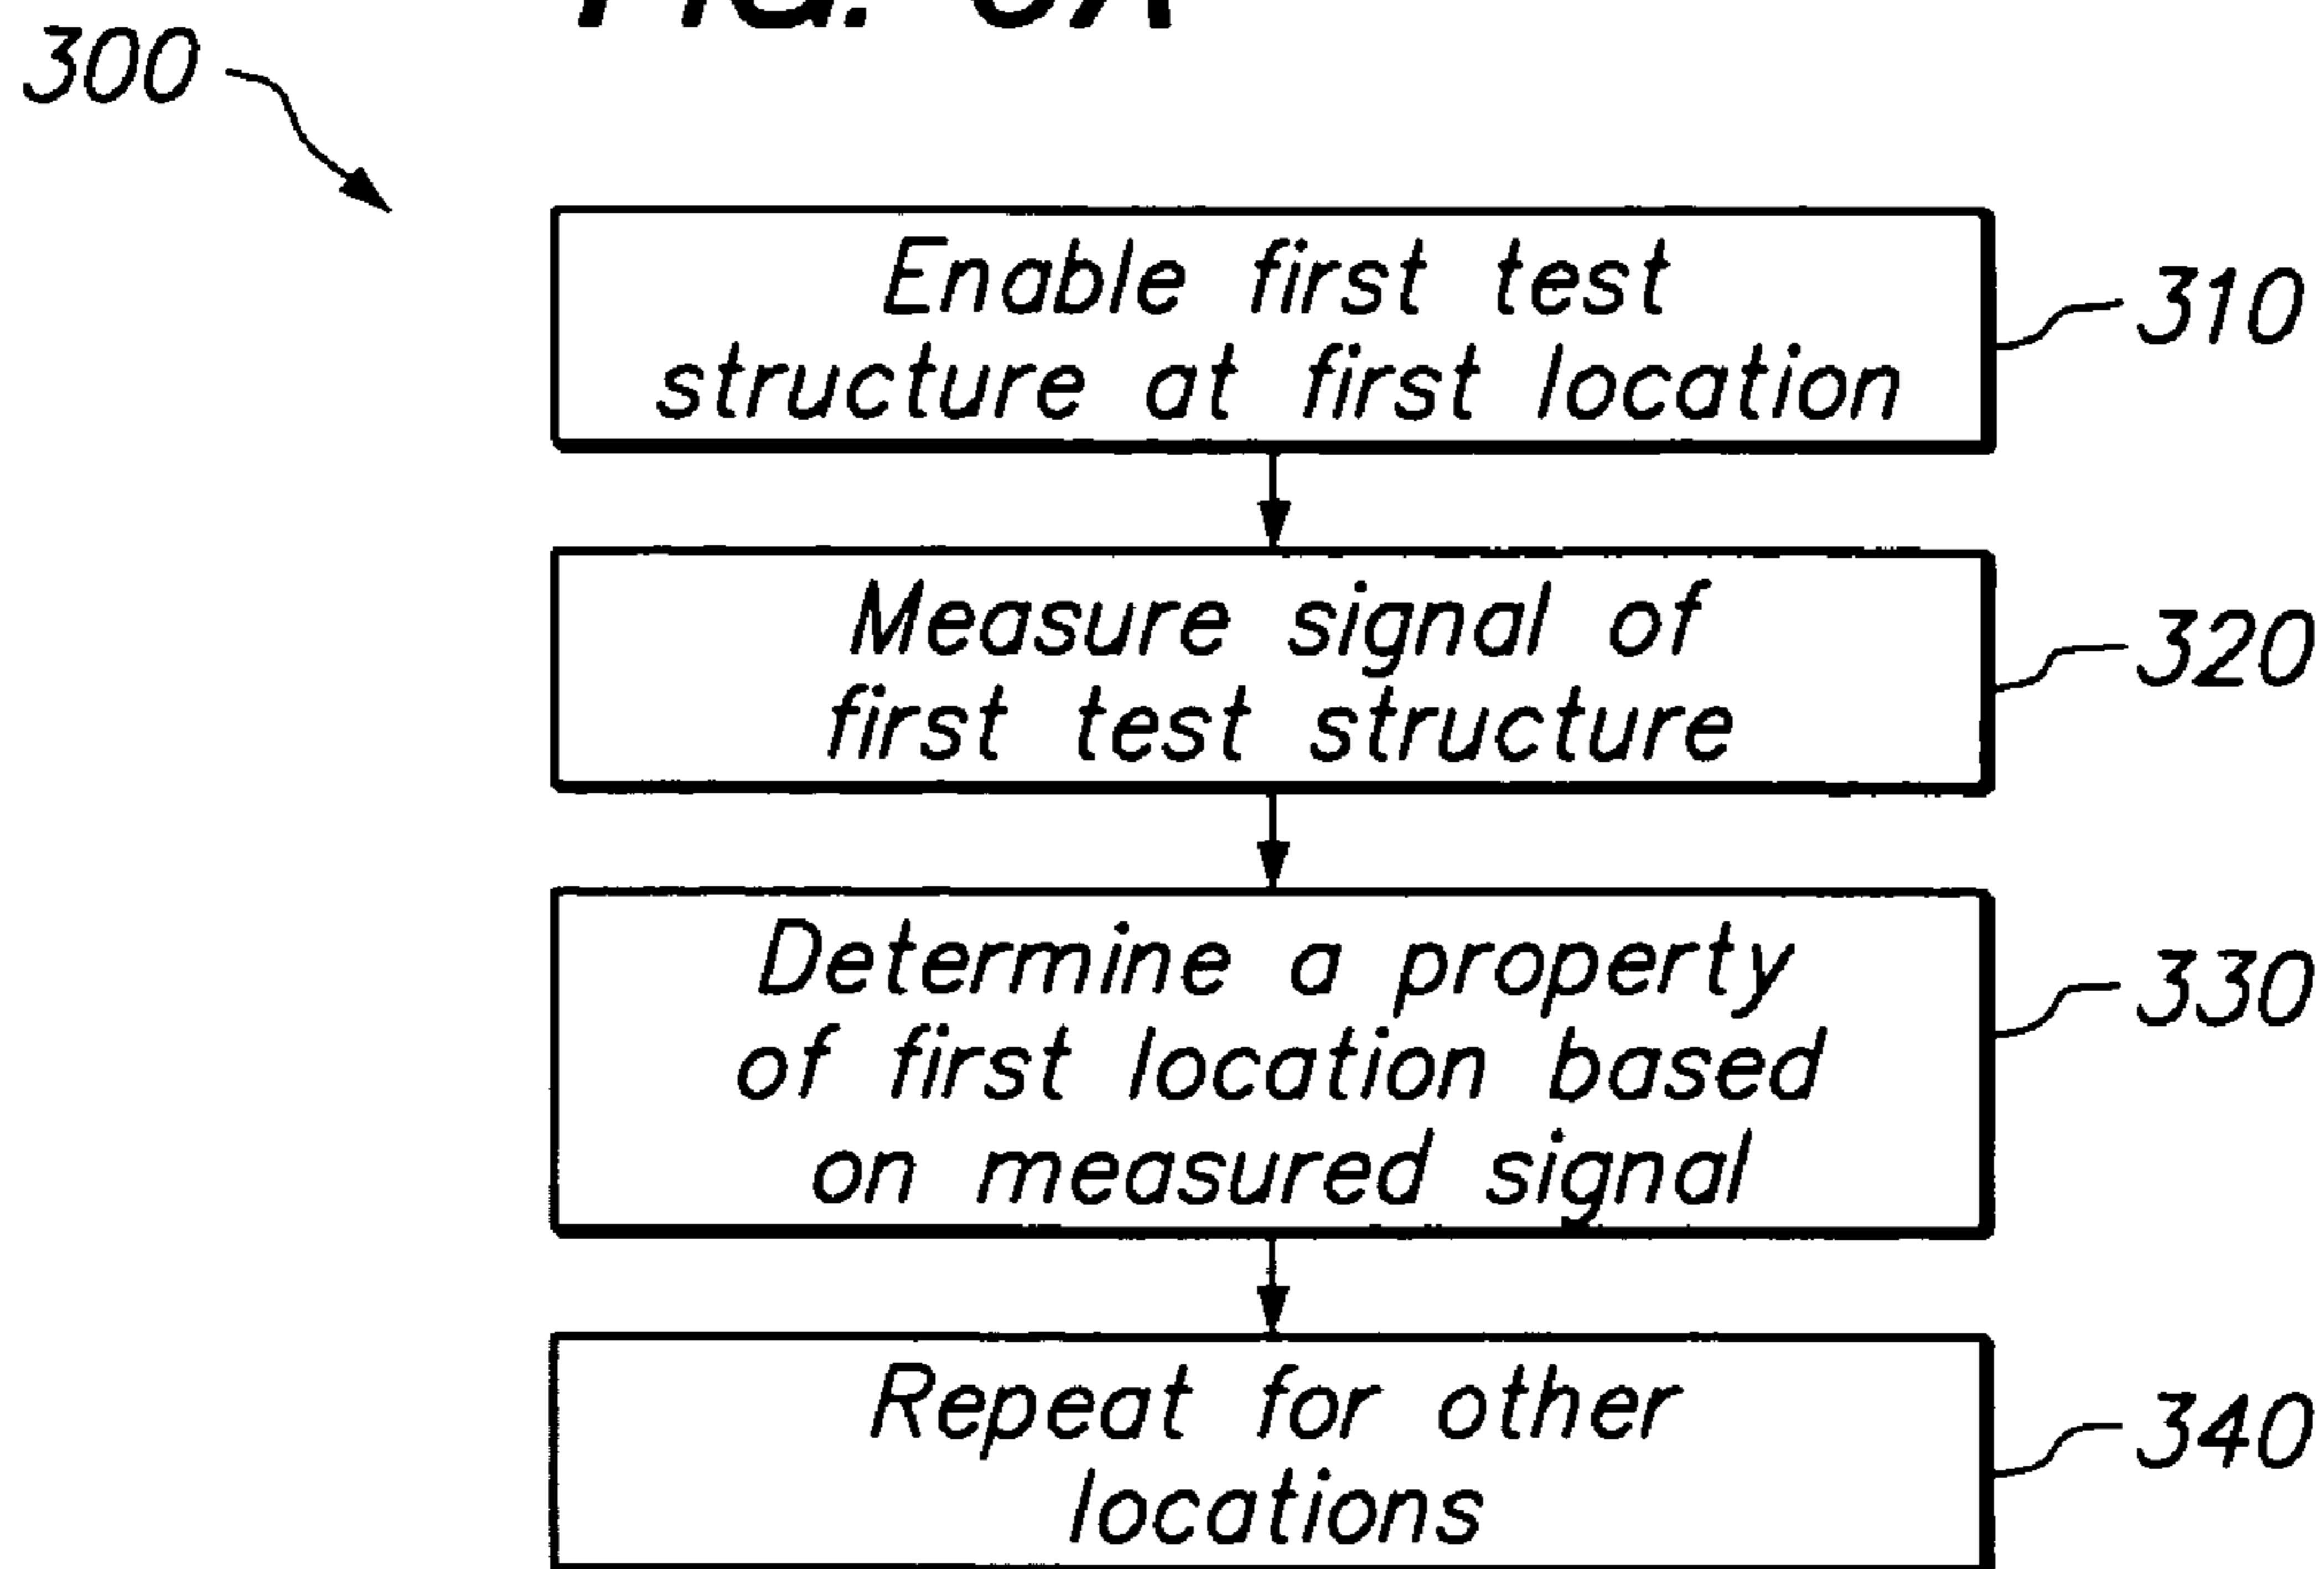 FIG.
300
Enable first test
structure at first location
310
Measure signal of
first test structure
320
Determine a property
of first location based
on measured signal
330
Repeat for other
locations
340